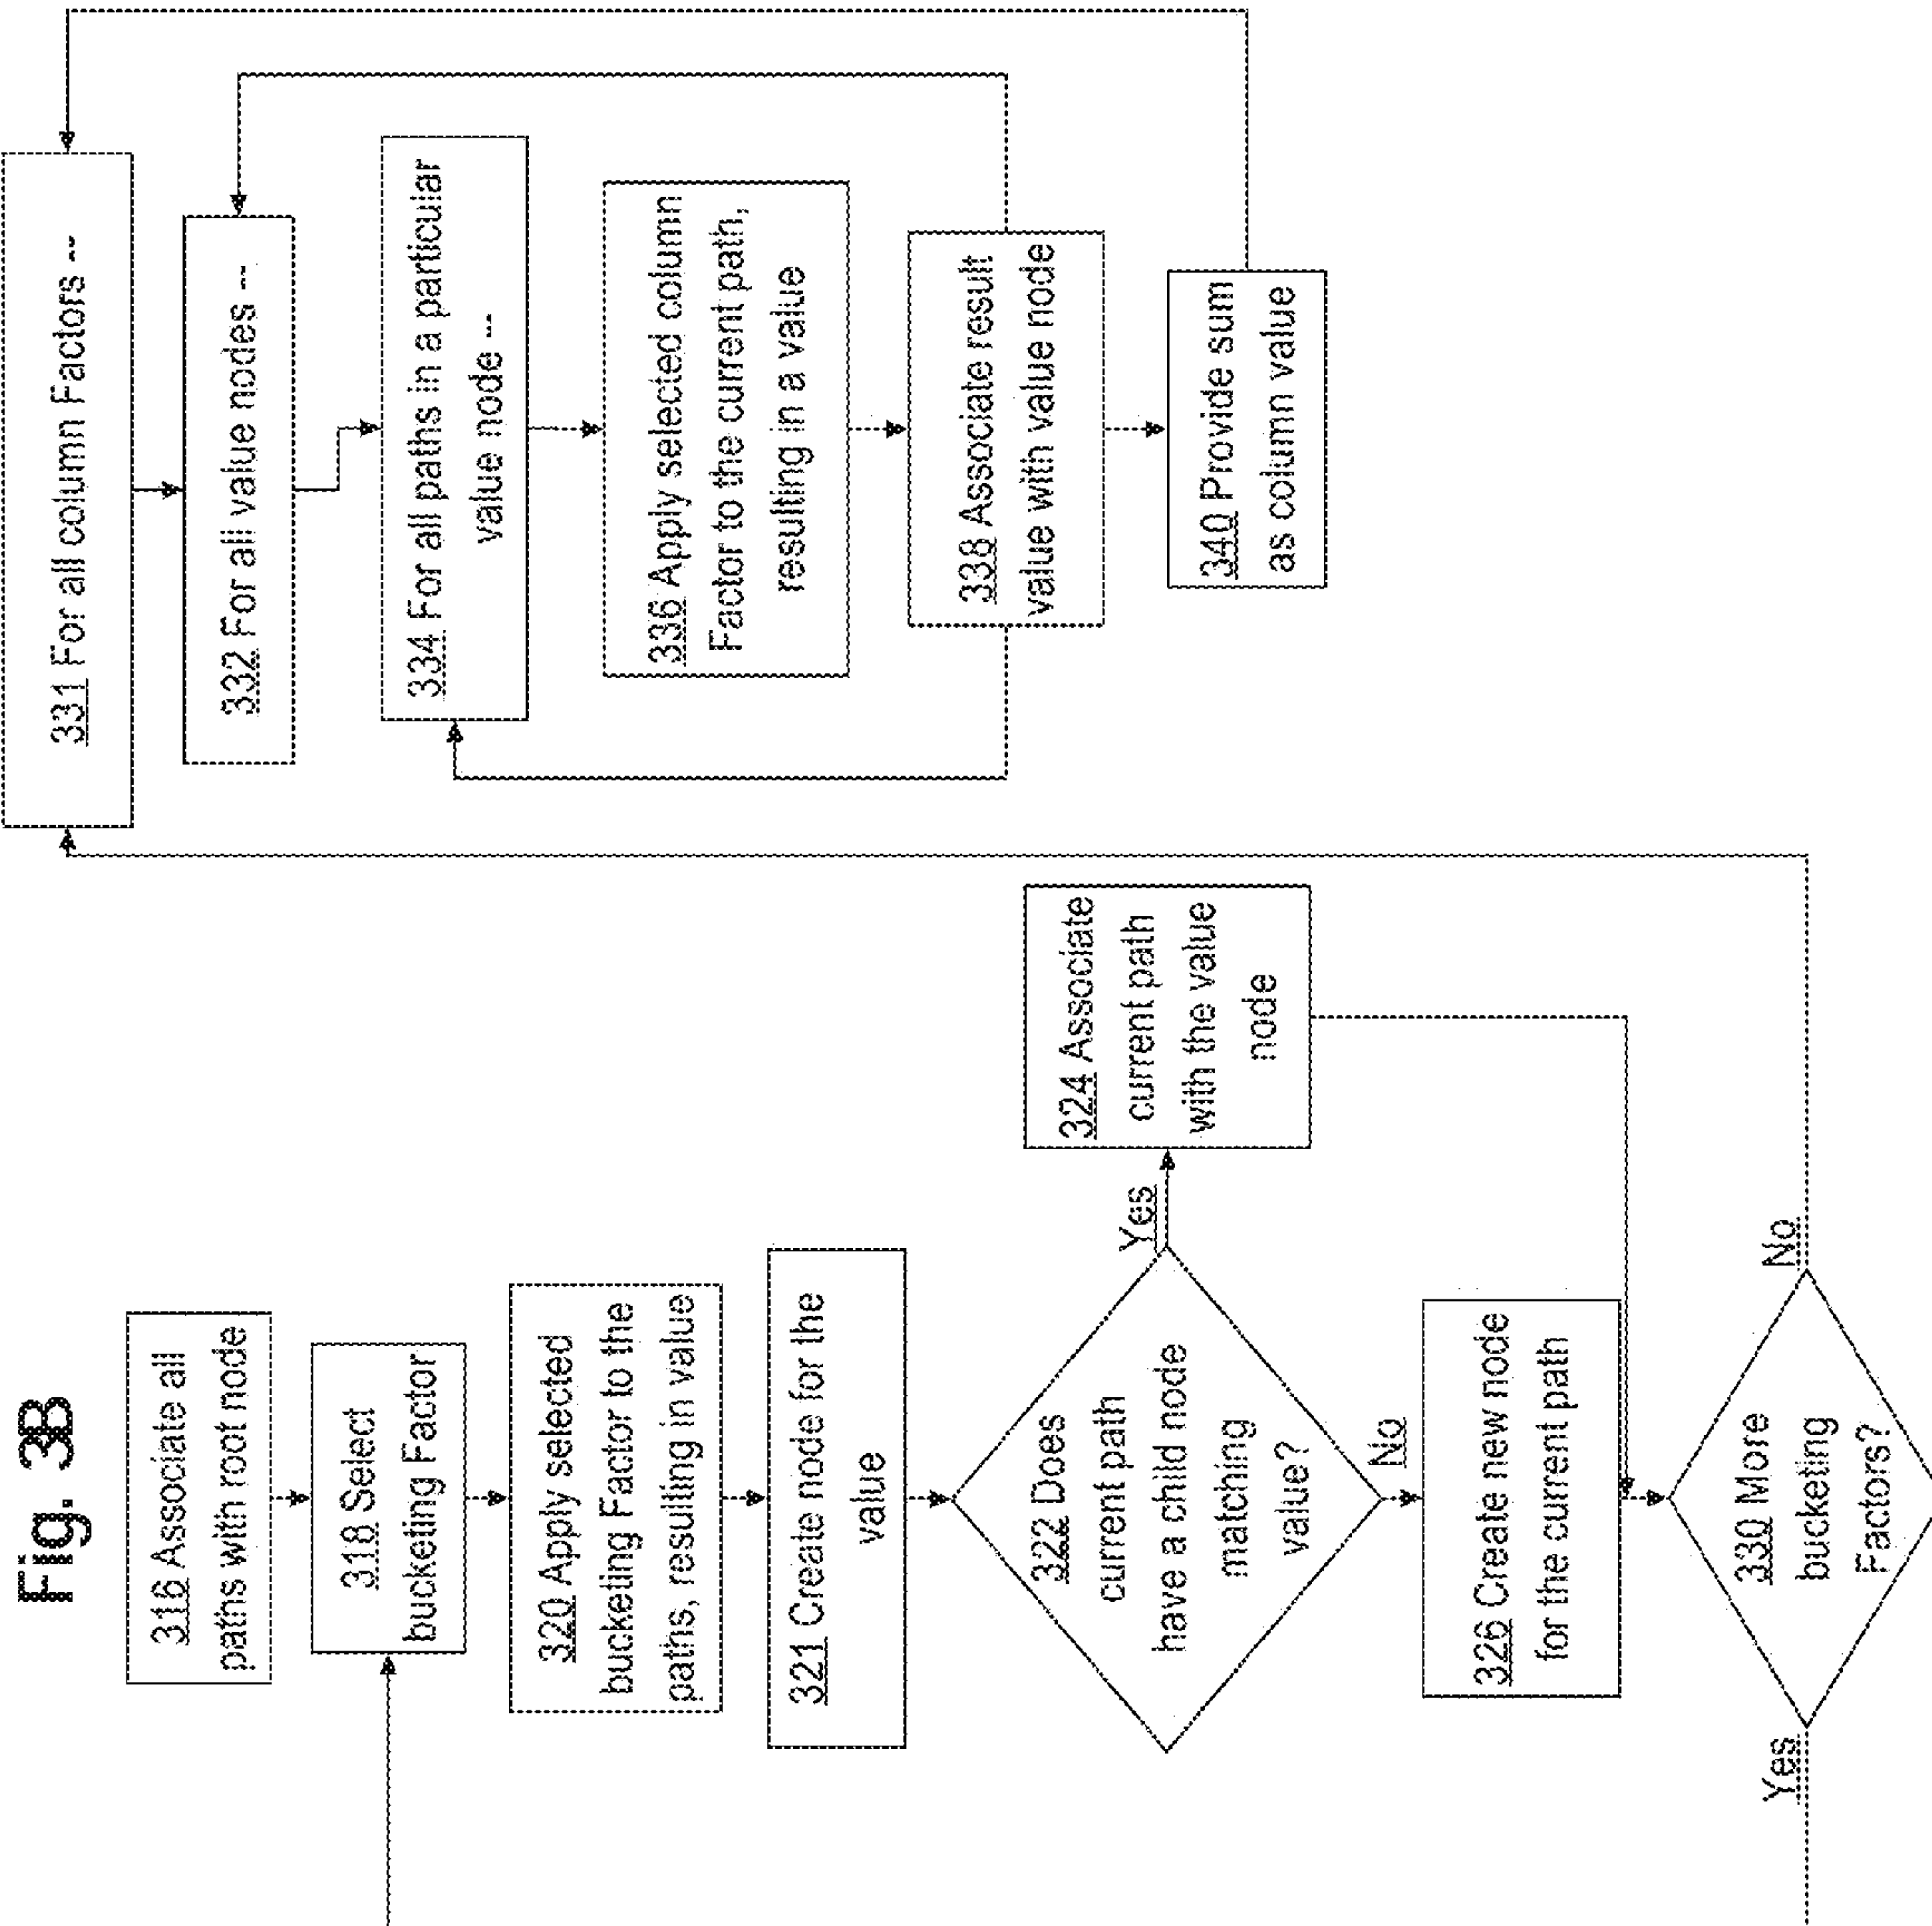 Fig. 3B
316 Associate all
paths with root node
318 Select
bucketing Factor
320 Apply selected
bucketing Factor to the
paths, resulting in value
321 Create node for the
value
322 Does
current path
have a child node
matching
value?
Yes
324 Associate
current path
with the value
node
No
326 Create new node
for the current path
330 More
bucketing
Factors?
Yes
No
331 For all column Factors --
332 For all value nodes --
334 For all paths in a particular
value node --
336 Apply selected column
Factor to the current path,
resulting in a value
338 Associate result
value with value node
340 Provide sum
as column value